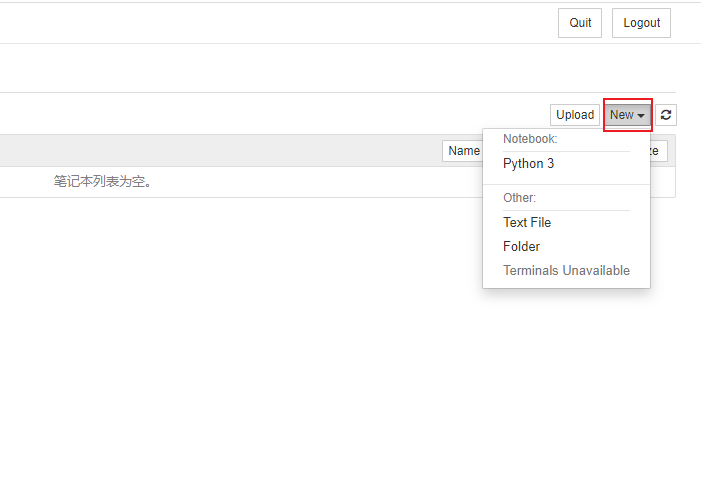 Quit Logout
Upload New
Name ze
笔记本列表为空。
Notebook:
Python 3
Other:
Text File
Folder
Terminals Unavailable